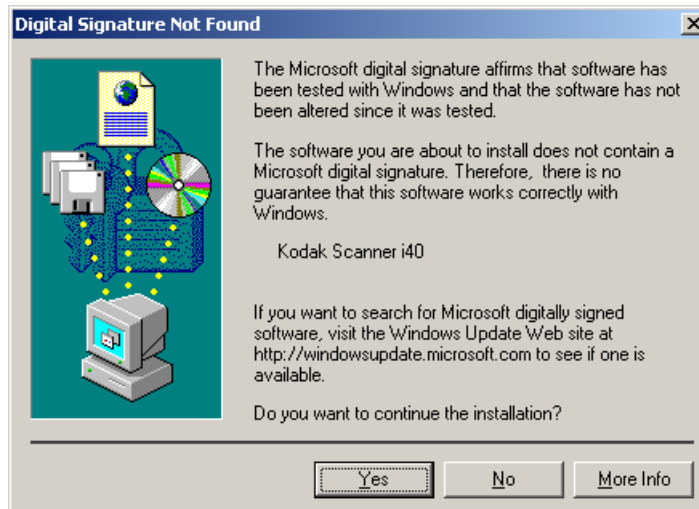 Digital Signature Not Found
The Microsoft digital signature affirms that software has
been tested with Windows and that the software has not
been altered since it was tested.
The software you are about to install does not contain a
Microsoft digital signature. Therefore, there is no
guarantee that this software works correctly with
Windows.
Kodak Scanner i40
If you want to search for Microsoft digitally signed
software, visit the Windows Update Web site at
http://windowsupdate.microsoft.com to see if one is
available.
Do you want to continue the installation?
Yes No More Info